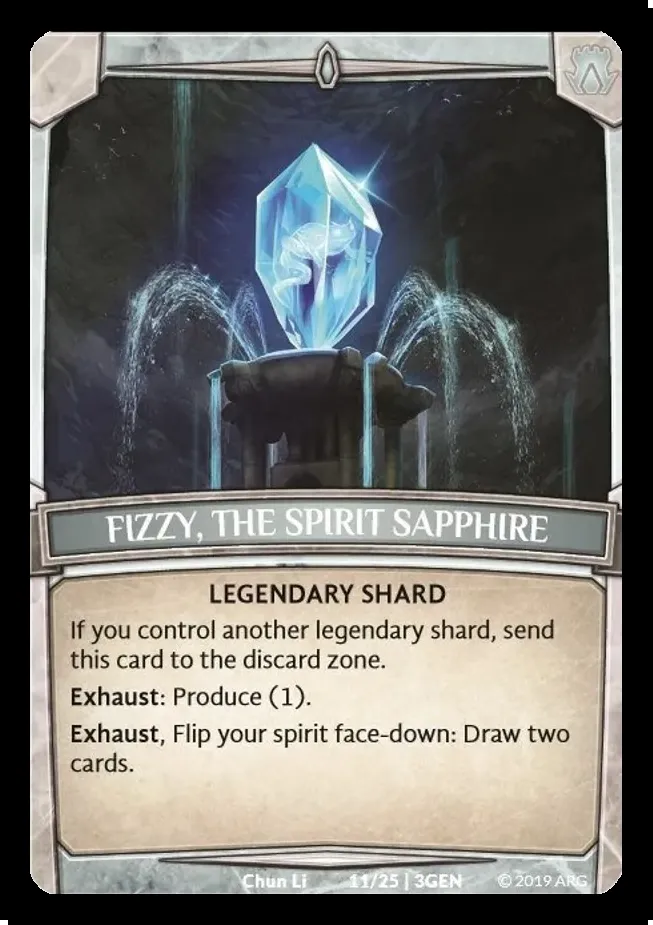 FIZZY, THE SPIRIT SAPPHIRE
LEGENDARY SHARD
If you control another legendary shard, send
this card to the discard zone.
Exhaust: Produce (1).
Exhaust, Flip your spirit face-down: Draw two
cards.
Chun Li 11/25 | 3GEN © 2019 ARG